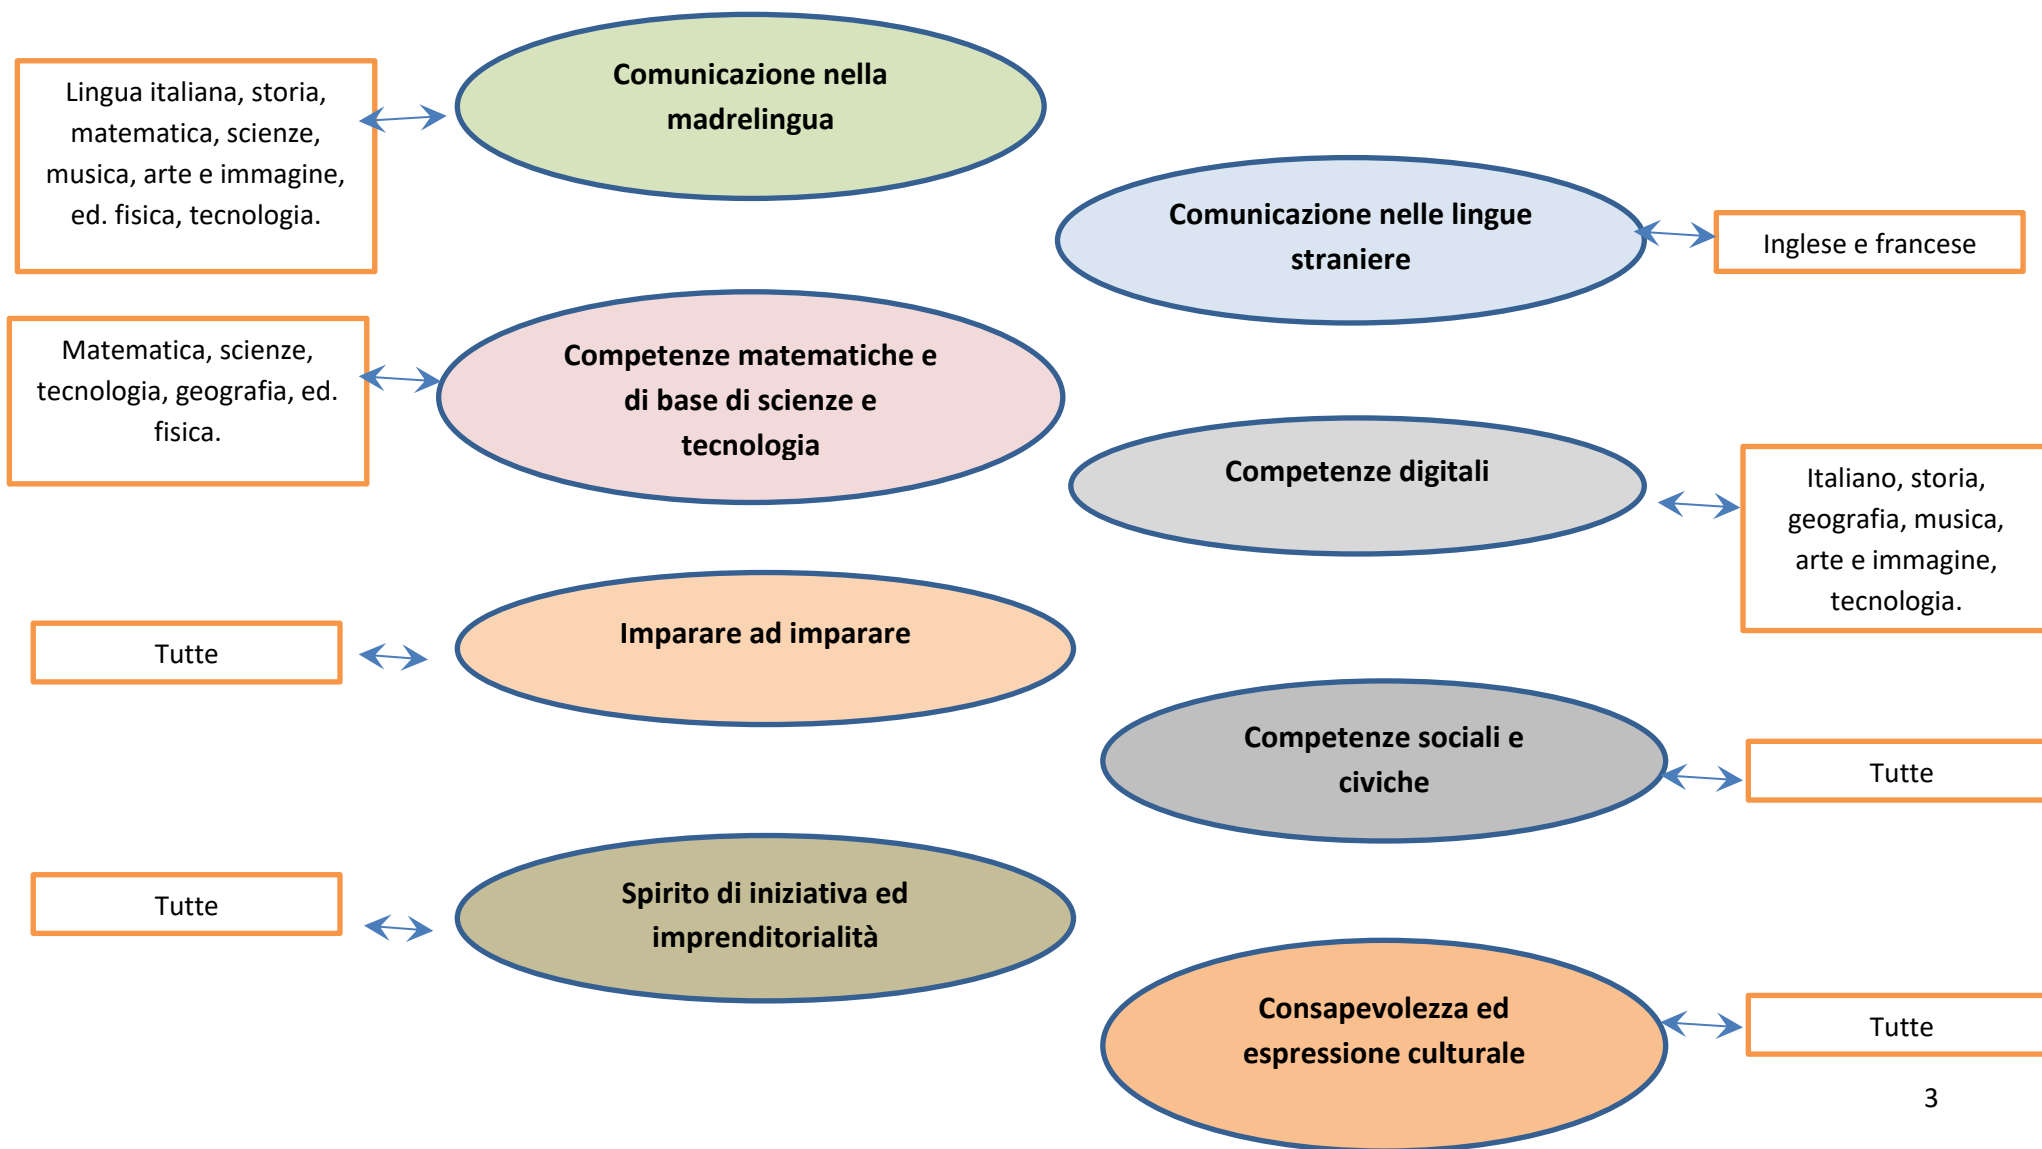 Comunicazione nella
madrelingua
Lingua italiana, storia,
matematica, scienze,
musica, arte e immagine,
ed. fisica, tecnologia.
Comunicazione nelle lingue
straniere
Inglese e francese
Competenze matematiche e
di base di scienze e
tecnologia
Matematica, scienze,
tecnologia, geografia, ed.
fisica.
Competenze digitali
Italiano, storia,
geografia, musica,
arte e immagine,
tecnologia.
Imparare ad imparare
Tutte
Competenze sociali e
civiche
Tutte
Spirito di iniziativa ed
imprenditorialità
Tutte
Consapevolezza ed
espressione culturale
Tutte
3